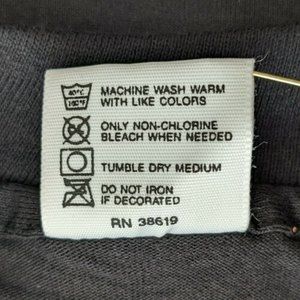 40°C
105°F
MACHINE WASH WARM
WITH LIKE COLORS
ONLY NON-CHLORINE
BLEACH WHEN NEEDED
TUMBLE DRY MEDIUM
DO NOT IRON
IF DECORATED
RN 38619